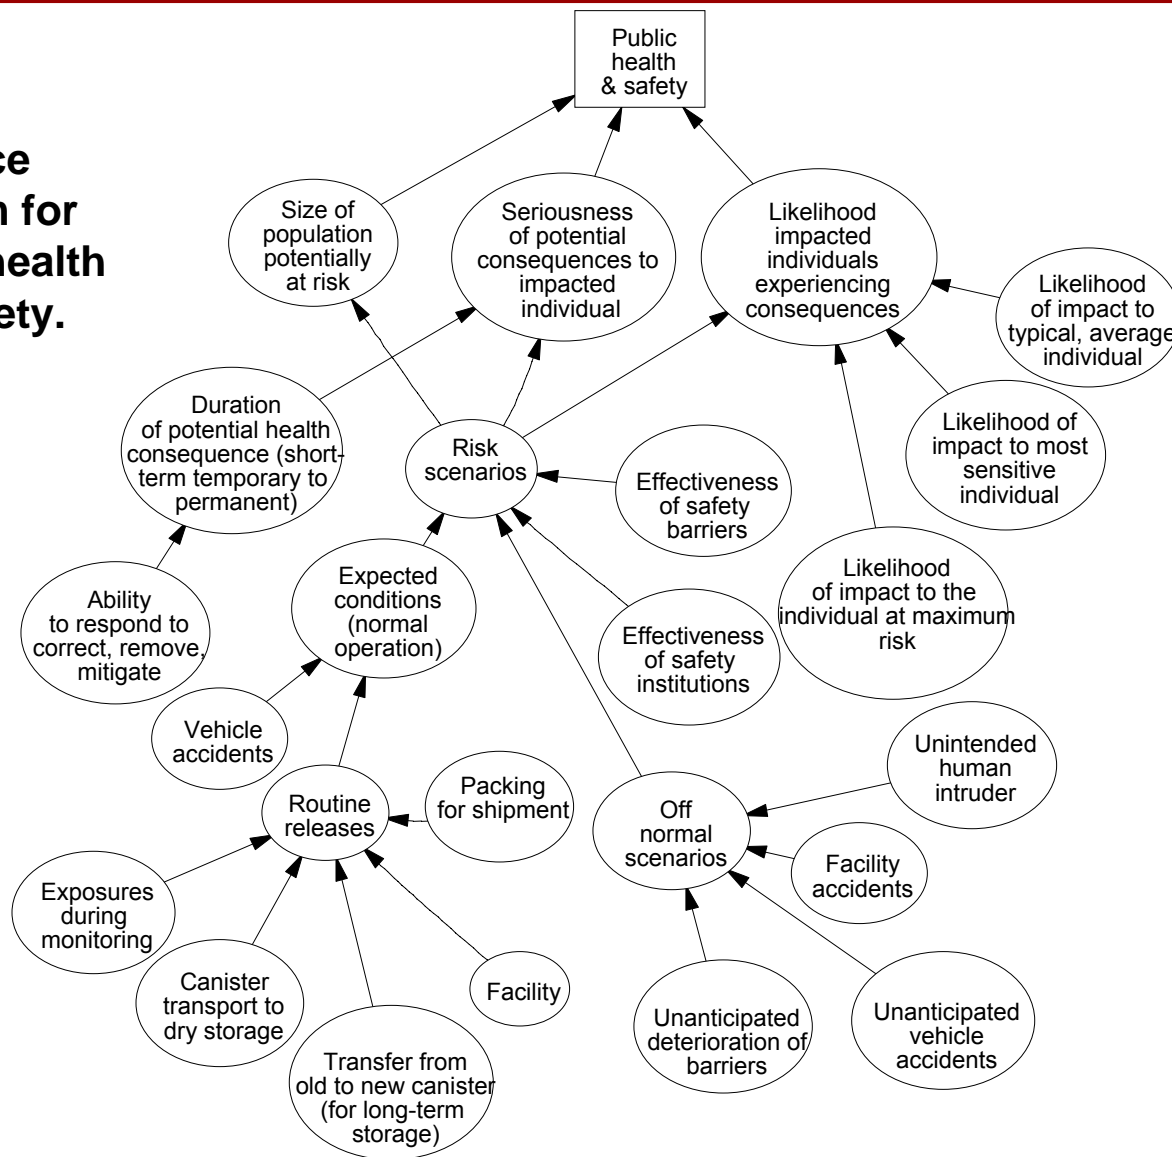 Public
health
& safety
ce
n for
health
ety.
Size of
population
potentially
at risk
Seriousness
of potential
consequences to
impacted
individual
Likelihood
impacted
individuals
experiencing
consequences
Likelihood
of impact to
typical, average
individual
Duration
of potential health
consequence (short-
term temporary to
permanent)
Risk
scenarios
Effectiveness
of safety
barriers
Likelihood of
impact to most
sensitive
individual
Ability
to respond to
correct, remove,
mitigate
Expected
conditions
(normal
operation)
Effectiveness
of safety
institutions
Likelihood
of impact to the
individual at maximum
risk
Vehicle
accidents
Routine
releases
Packing
for shipment
Off
normal
scenarios
Unintended
human
intruder
Facility
accidents
Exposures
during
monitoring
Canister
transport to
dry storage
Transfer from
old to new canister
(for long-term
storage)
Facility
Unanticipated
deterioration of
barriers
Unanticipated
vehicle
accidents